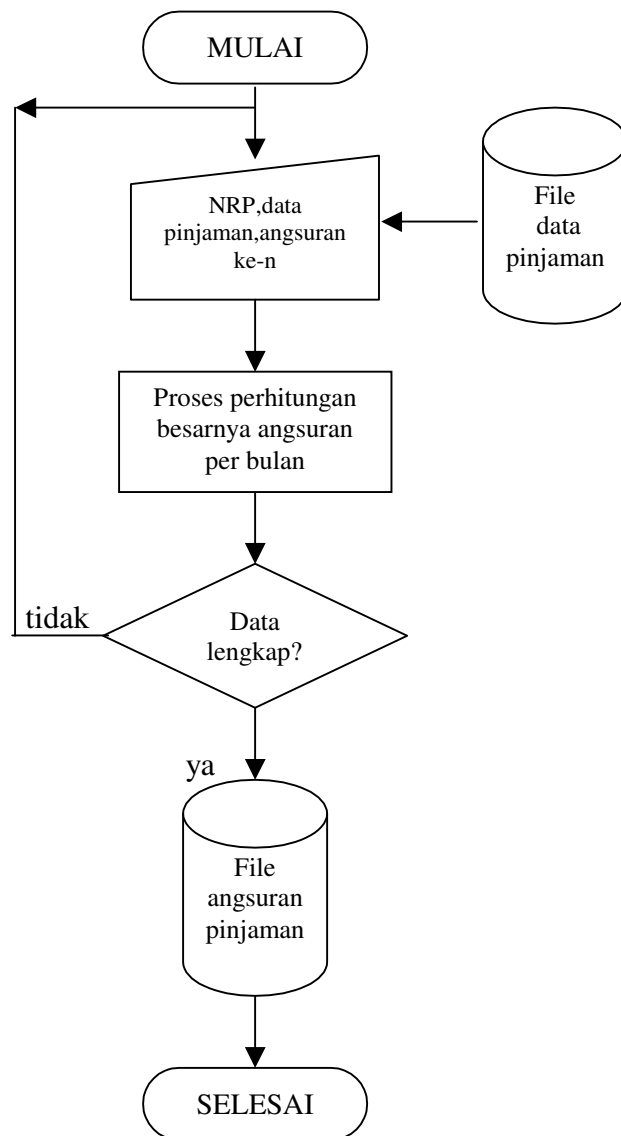 MULAI
NRP,data
pinjaman,angsuran
ke-n
File
data
pinjaman
Proses perhitungan
besarnya angsuran
per bulan
tidak
Data
lengkap?
ya
File
angsuran
pinjaman
SELESAI